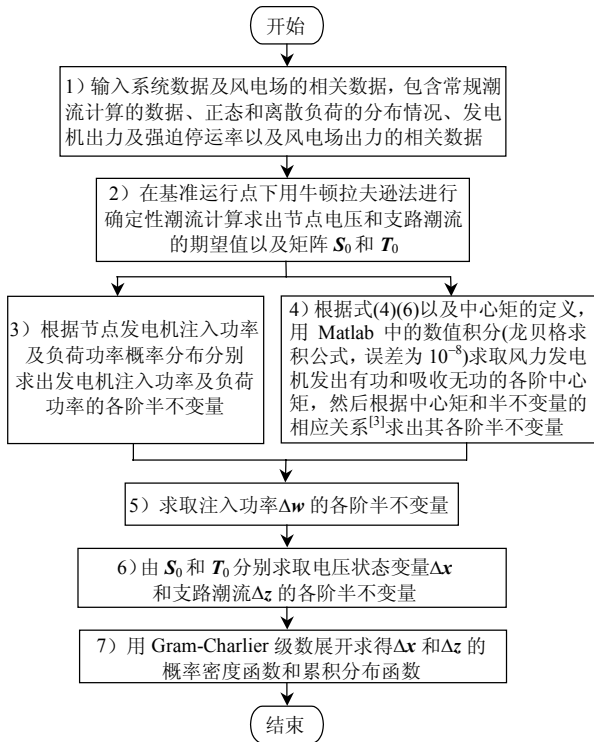 开始
1）输入系统数据及风电场的相关数据，包含常规潮
流计算的数据、正态和离散负荷的分布情况、发电
机出力及强迫停运率以及风电场出力的相关数据
2）在基准运行点下用牛顿拉夫逊法进行
确定性潮流计算求出节点电压和支路潮流
的期望值以及矩阵 S₀ 和 T₀
3）根据节点发电机注入功率
及负荷功率概率分布分别
求出发电机注入功率及负荷
功率的各阶半不变量
4）根据式(4)(6)以及中心矩的定义，
用 Matlab 中的数值积分(龙贝格求
积公式，误差为 10⁻⁸)求取风力发电
机发出有功和吸收无功的各阶中心
矩，然后根据中心矩和半不变量的
相应关系[3]求出其各阶半不变量
5）求取注入功率Δw 的各阶半不变量
6）由 S₀ 和 T₀ 分别求取电压状态变量Δx
和支路潮流Δz 的各阶半不变量
7）用 Gram-Charlier 级数展开求得Δx 和Δz 的
概率密度函数和累积分布函数
结束